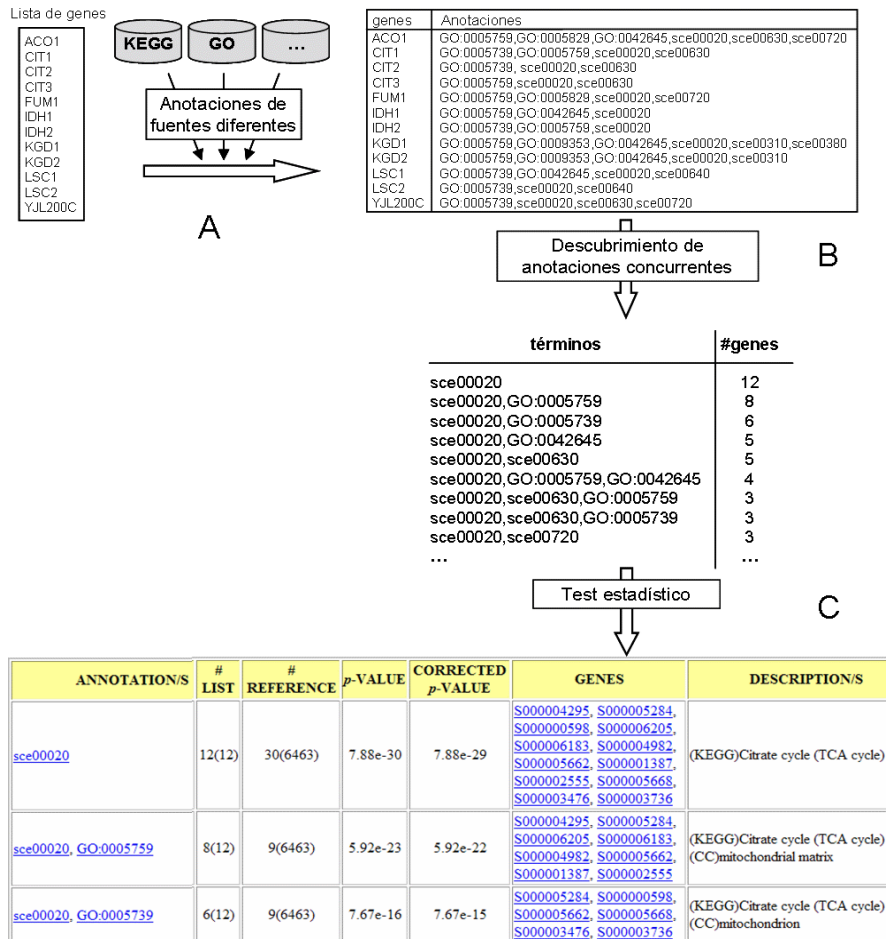 Lista de genes
ACO1
CIT1
CIT2
CIT3
FUM1
IDH1
IDH2
KGD1
KGD2
LSC1
LSC2
YJL200C
KEGG
GO
...
Anotaciones de
fuentes diferentes
A
genes Anotaciones
ACO1 GO:0005759,GO:0005829,GO:0042645,sce00020,sce00630,sce00720
CIT1 GO:0005739,GO:0005759,sce00020,sce00630
CIT2 GO:0005739, sce00020,sce00630
CIT3 GO:0005759,sce00020,sce00630
FUM1 GO:0005759,GO:0005829,sce00020,sce00720
IDH1 GO:0005759,GO:0042645,sce00020
IDH2 GO:0005739,GO:0005759,sce00020
KGD1 GO:0005759,GO:0009353,GO:0042645,sce00020,sce00310,sce00380
KGD2 GO:0005759,GO:0009353,GO:0042645,sce00020,sce00310
LSC1 GO:0005739,GO:0042645,sce00020,sce00640
LSC2 GO:0005739,sce00020,sce00640
YJL200C GO:0005739,sce00020,sce00630,sce00720
Descubrimiento de
anotaciones concurrentes
B
términos #genes
sce00020 12
sce00020,GO:0005759 8
sce00020,GO:0005739 6
sce00020,GO:0042645 5
sce00020,sce00630 5
sce00020,GO:0005759,GO:0042645 4
sce00020,sce00630,GO:0005759 3
sce00020,sce00630,GO:0005739 3
sce00020,sce00720 3
... ...
Test estadístico
C
ANNOTATION/S # LIST # REFERENCE p-VALUE CORRECTED p-VALUE GENES DESCRIPTION/S
S000004295, S000005284,
S000000598, S000006205,
S000006183, S000004982,
sce00020 12(12) 30(6463) 7.88e-30 7.88e-29 S000005662, S000001387, (KEGG)Citrate cycle (TCA cycle)
S000002555, S000005668,
S000003476, S000003736
S000004295, S000005284,
S000006205, S000006183, (KEGG)Citrate cycle (TCA cycle)
sce00020, GO:0005759 8(12) 9(6463) 5.92e-23 5.92e-22 S000004982, S000005662, (CC)mitochondrial matrix
S000001387, S000002555
S000005284, S000000598, (KEGG)Citrate cycle (TCA cycle)
sce00020, GO:0005739 6(12) 9(6463) 7.67e-16 7.67e-15 S000005662, S000005668, (CC)mitochondrion
S000003476, S000003736